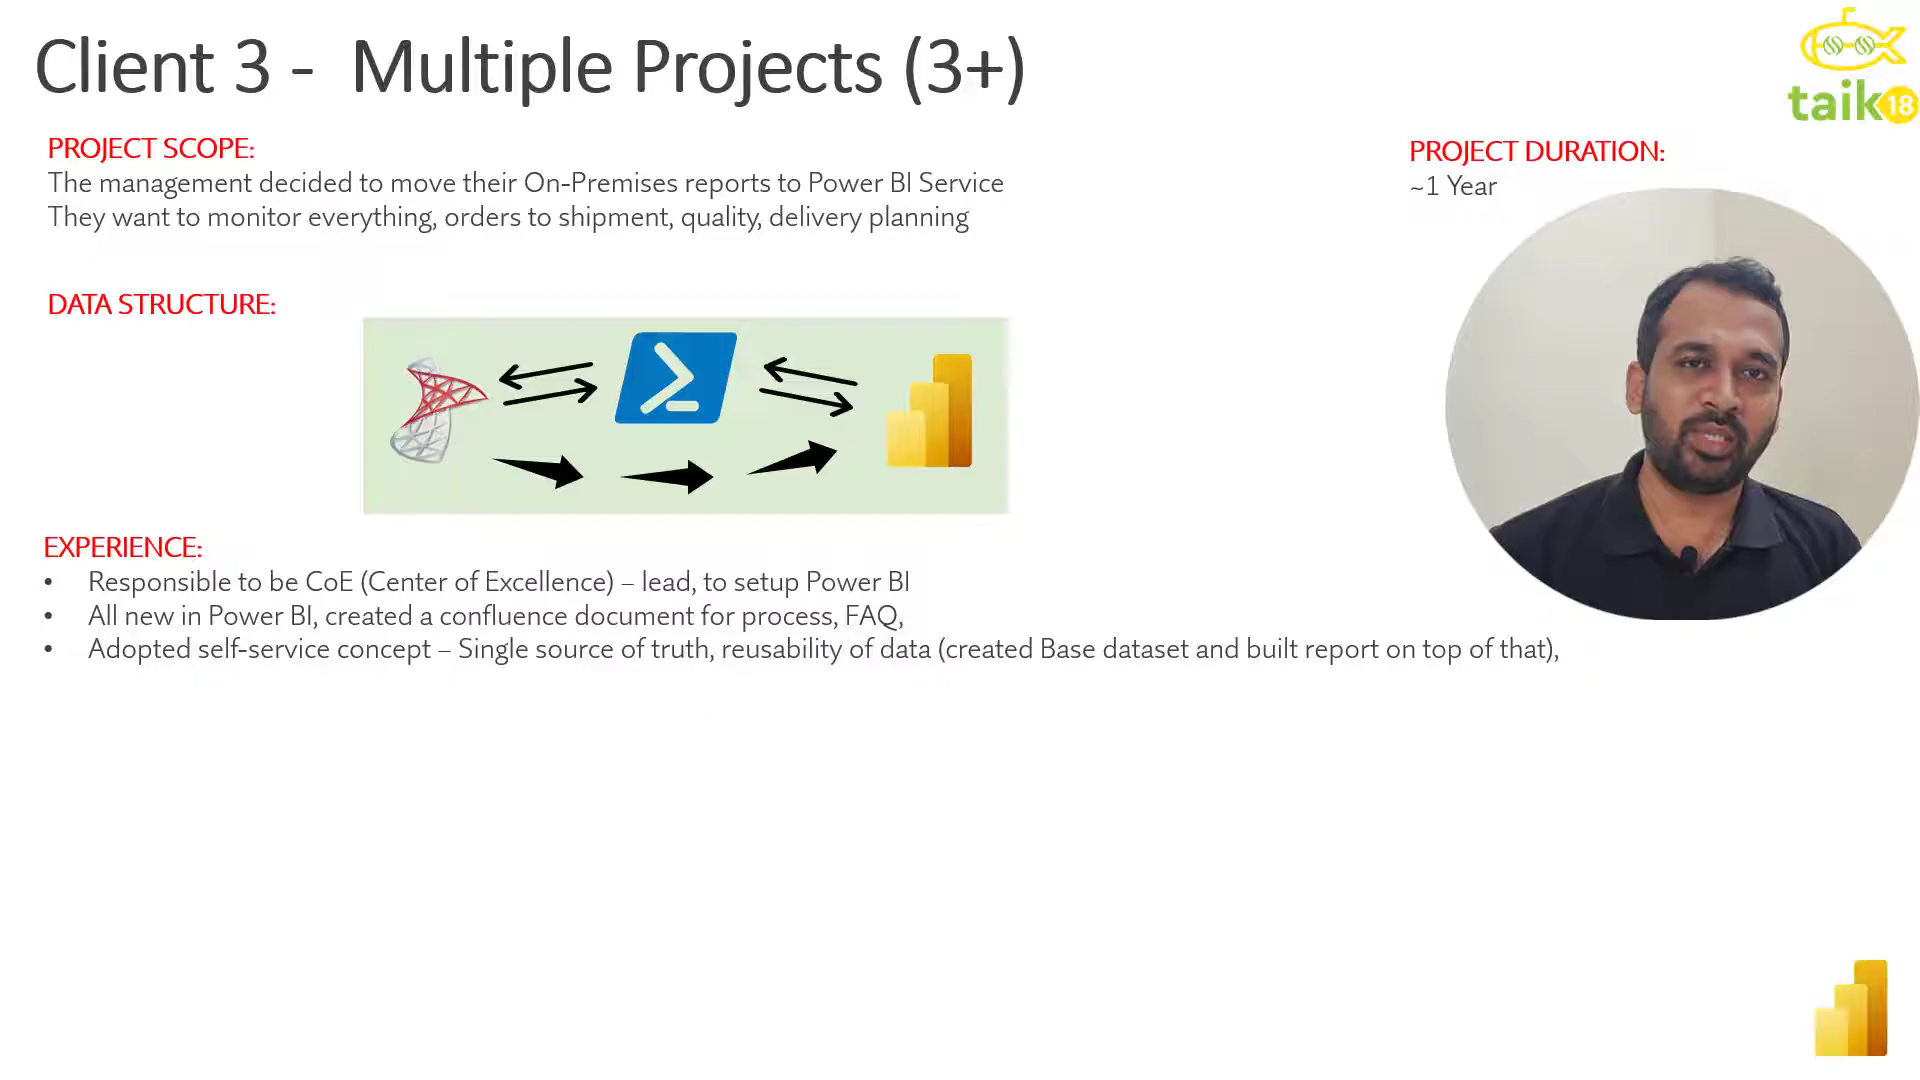 Client 3 - Multiple Projects (3+)
taik18
PROJECT SCOPE:
The management decided to move their On-Premises reports to Power BI Service
They want to monitor everything, orders to shipment, quality, delivery planning
PROJECT DURATION:
~1 Year
DATA STRUCTURE:
EXPERIENCE:
• Responsible to be CoE (Center of Excellence) – lead, to setup Power BI
• All new in Power BI, created a confluence document for process, FAQ,
• Adopted self-service concept – Single source of truth, reusability of data (created Base dataset and built report on top of that),